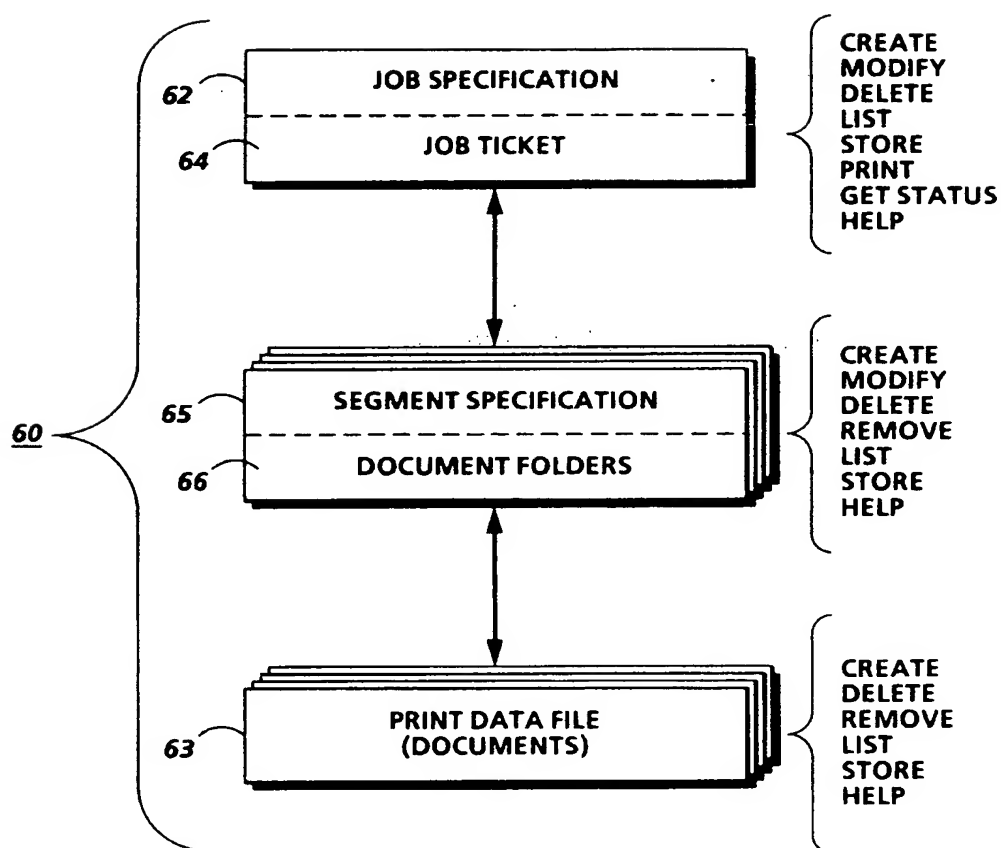 62
JOB SPECIFICATION
64
JOB TICKET
CREATE
MODIFY
DELETE
LIST
STORE
PRINT
GET STATUS
HELP
60
65
SEGMENT SPECIFICATION
66
DOCUMENT FOLDERS
CREATE
MODIFY
DELETE
REMOVE
LIST
STORE
HELP
63
PRINT DATA FILE
(DOCUMENTS)
CREATE
DELETE
REMOVE
LIST
STORE
HELP